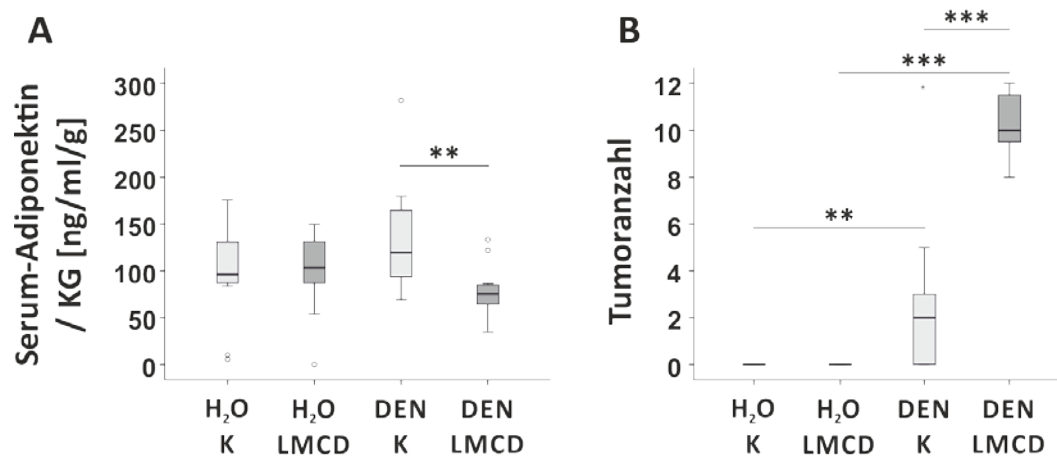 A
Serum-Adiponektin
/ KG [ng/ml/g]
300
250
200
150
100
50
0
**
H₂O
K
H₂O
LMCD
DEN
K
DEN
LMCD
B
Tumoranzahl
12
10
8
6
4
2
0
***
***
**
*
H₂O
K
H₂O
LMCD
DEN
K
DEN
LMCD